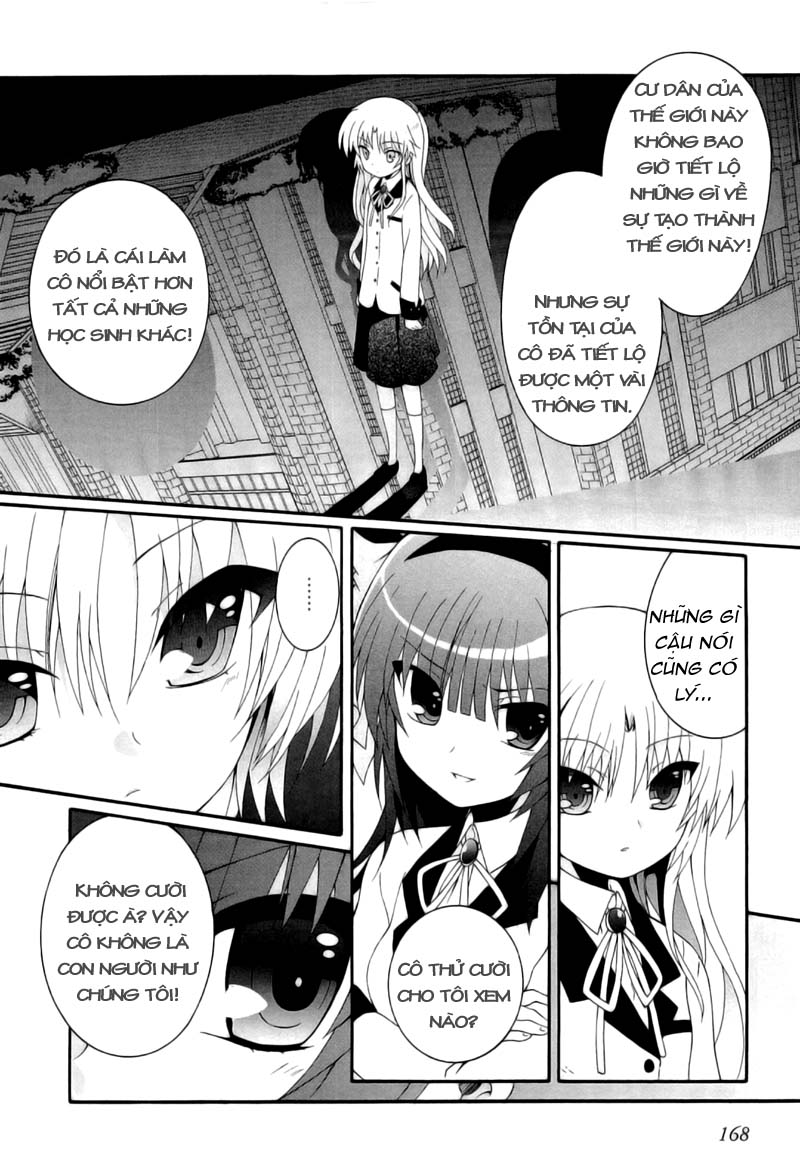 CƯ DÂN CỦA
THẾ GIỚI NÀY
KHÔNG BAO
GIỜ TIẾT LỘ
NHỮNG GÌ VỀ
SỰ TẠO THÀNH
THẾ GIỚI NÀY!
NHƯNG SỰ
TỒN TẠI CỦA
CÔ ĐÃ TIẾT LỘ
ĐƯỢC MỘT VÀI
THÔNG TIN.
ĐÓ LÀ CÁI LÀM
CÔ NỔI BẬT HƠN
TẤT CẢ NHỮNG
HỌC SINH KHÁC!
NHỮNG GÌ
CẬU NÓI
CŨNG CÓ
LÝ...
CÔ THỬ CƯỜI
CHO TÔI XEM
NÀO?
.......
KHÔNG CƯỜI
ĐƯỢC À? VẬY
CÔ KHÔNG LÀ
CON NGƯỜI NHƯ
CHÚNG TÔI!
168